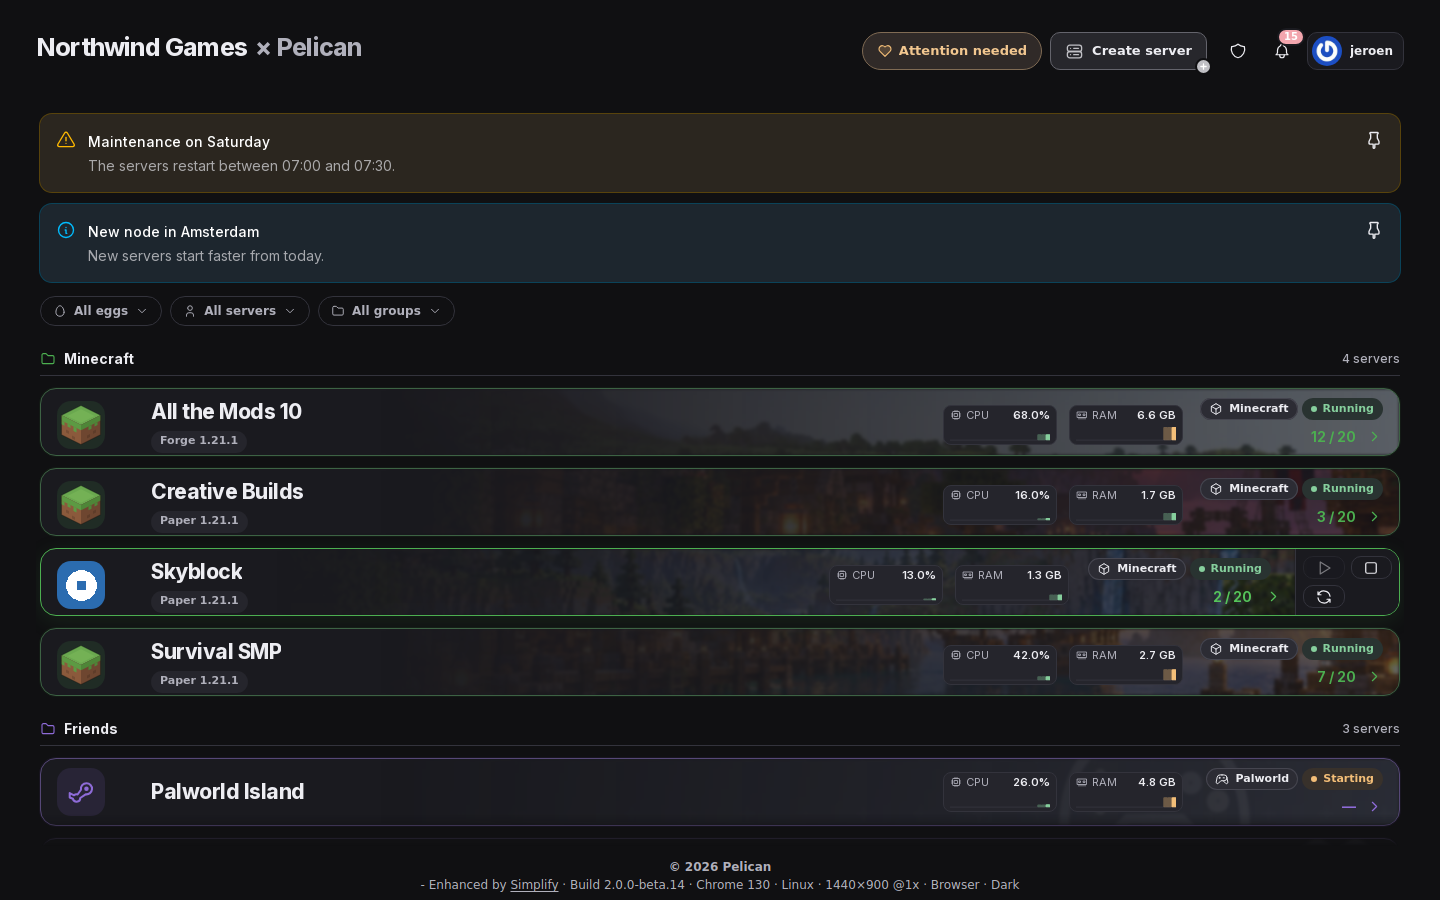 Northwind Games × Pelican
Attention needed
Create server
15
jeroen
Maintenance on Saturday
The servers restart between 07:00 and 07:30.
New node in Amsterdam
New servers start faster from today.
All eggs
All servers
All groups
Minecraft
4 servers
All the Mods 10
Forge 1.21.1
CPU 68.0%
RAM 6.6 GB
Minecraft
Running
12 / 20
Creative Builds
Paper 1.21.1
CPU 16.0%
RAM 1.7 GB
Minecraft
Running
3 / 20
Skyblock
Paper 1.21.1
CPU 13.0%
RAM 1.3 GB
Minecraft
Running
2 / 20
Survival SMP
Paper 1.21.1
CPU 42.0%
RAM 2.7 GB
Minecraft
Running
7 / 20
Friends
3 servers
Palworld Island
CPU 26.0%
RAM 4.8 GB
Palworld
Starting
—
© 2026 Pelican
- Enhanced by Simplify · Build 2.0.0-beta.14 · Chrome 130 · Linux · 1440×900 @1x · Browser · Dark